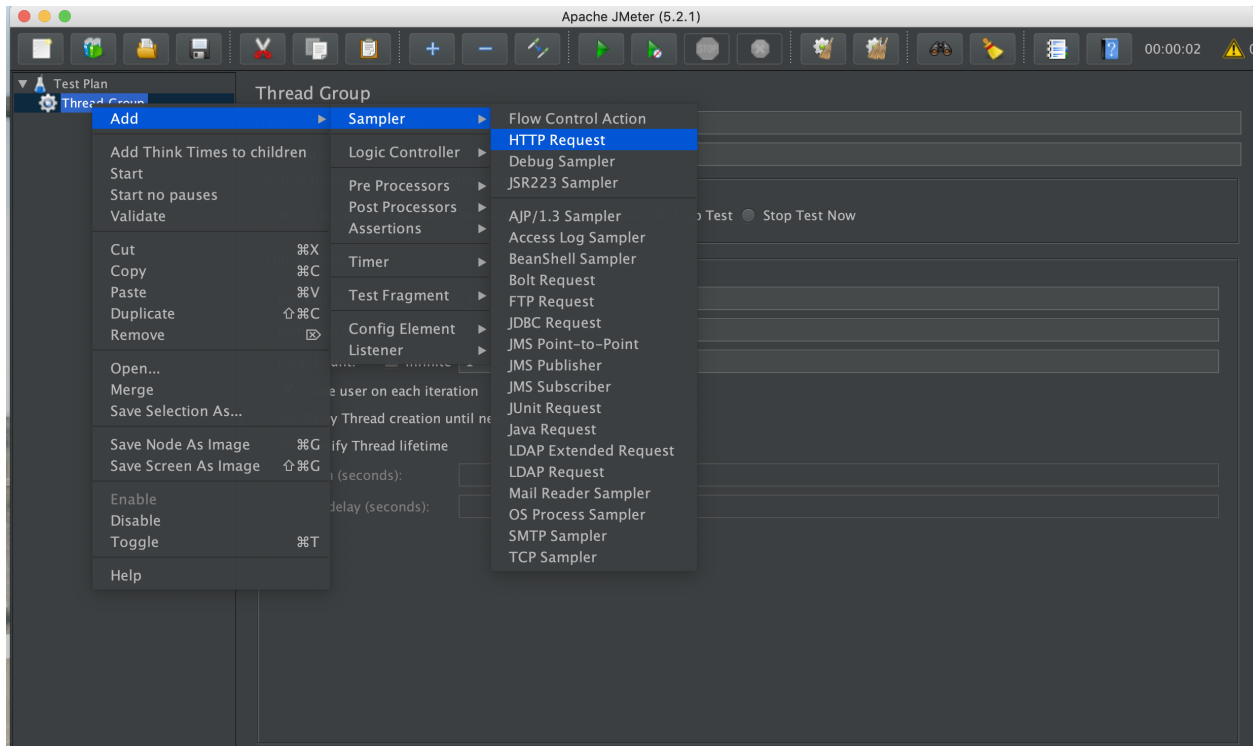 Apache JMeter (5.2.1)
STOP
00:00:02
Test Plan
Thread Group
Thread Group
Add
Add Think Times to children
Start
Start no pauses
Validate
Cut ⌘X
Copy ⌘C
Paste ⌘V
Duplicate ⇧⌘C
Remove ⌦
Open...
Merge
Save Selection As...
Save Node As Image ⌘G
Save Screen As Image ⇧⌘G
Enable
Disable
Toggle ⌘T
Help
Sampler
Logic Controller
Pre Processors
Post Processors
Assertions
Timer
Test Fragment
Config Element
Listener
Flow Control Action
HTTP Request
Debug Sampler
JSR223 Sampler
AJP/1.3 Sampler
Access Log Sampler
BeanShell Sampler
Bolt Request
FTP Request
JDBC Request
JMS Point-to-Point
JMS Publisher
JMS Subscriber
JUnit Request
Java Request
LDAP Extended Request
LDAP Request
Mail Reader Sampler
OS Process Sampler
SMTP Sampler
TCP Sampler
Test Stop Test Now
user on each iteration
Thread creation until
Thread lifetime
(seconds):
delay (seconds):